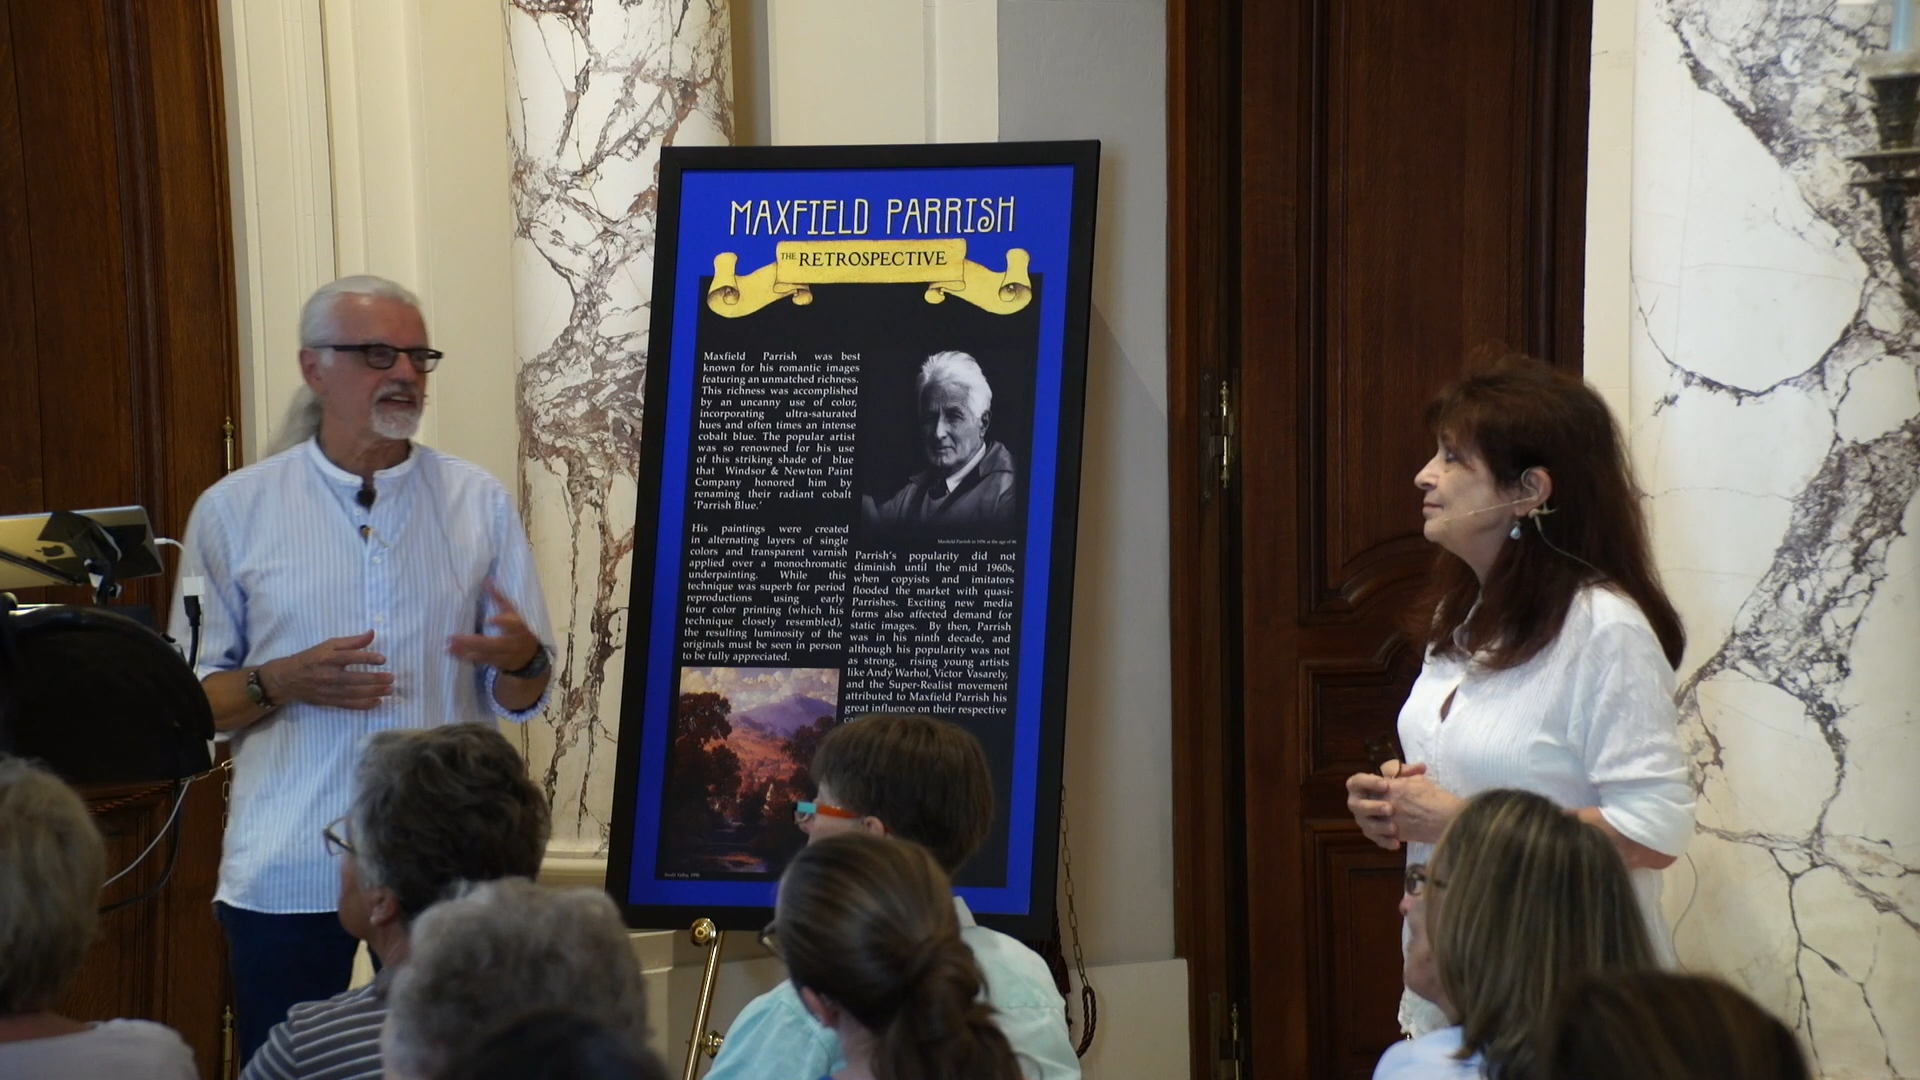 MAXFIELD PARRISH
THE RETROSPECTIVE
Maxfield Parrish was best
known for his romantic images
featuring an unmatched richness.
This richness was accomplished
by an uncanny use of color,
incorporating ultra-saturated
hues and often times an intense
cobalt blue. The popular artist
was so renowned for his use
of this striking shade of blue
that Windsor & Newton Paint
Company honored him by
renaming their radiant cobalt
'Parrish Blue.'
His paintings were created
in alternating layers of single
colors and transparent varnish
applied over a monochromatic
underpainting. While this
technique was superb for period
reproductions using early
four color printing (which his
technique closely resembled),
the resulting luminosity of the
originals must be seen in person
to be fully appreciated.
Maxfield Parrish in 1956 at the age of 86
Parrish's popularity did not
diminish until the mid 1960s,
when copyists and imitators
flooded the market with quasi-
Parrishes. Exciting new media
forms also affected demand for
static images. By then, Parrish
was in his ninth decade, and
although his popularity was not
as strong, rising young artists
like Andy Warhol, Victor Vasarely,
and the Super-Realist movement
attributed to Maxfield Parrish his
great influence on their respective